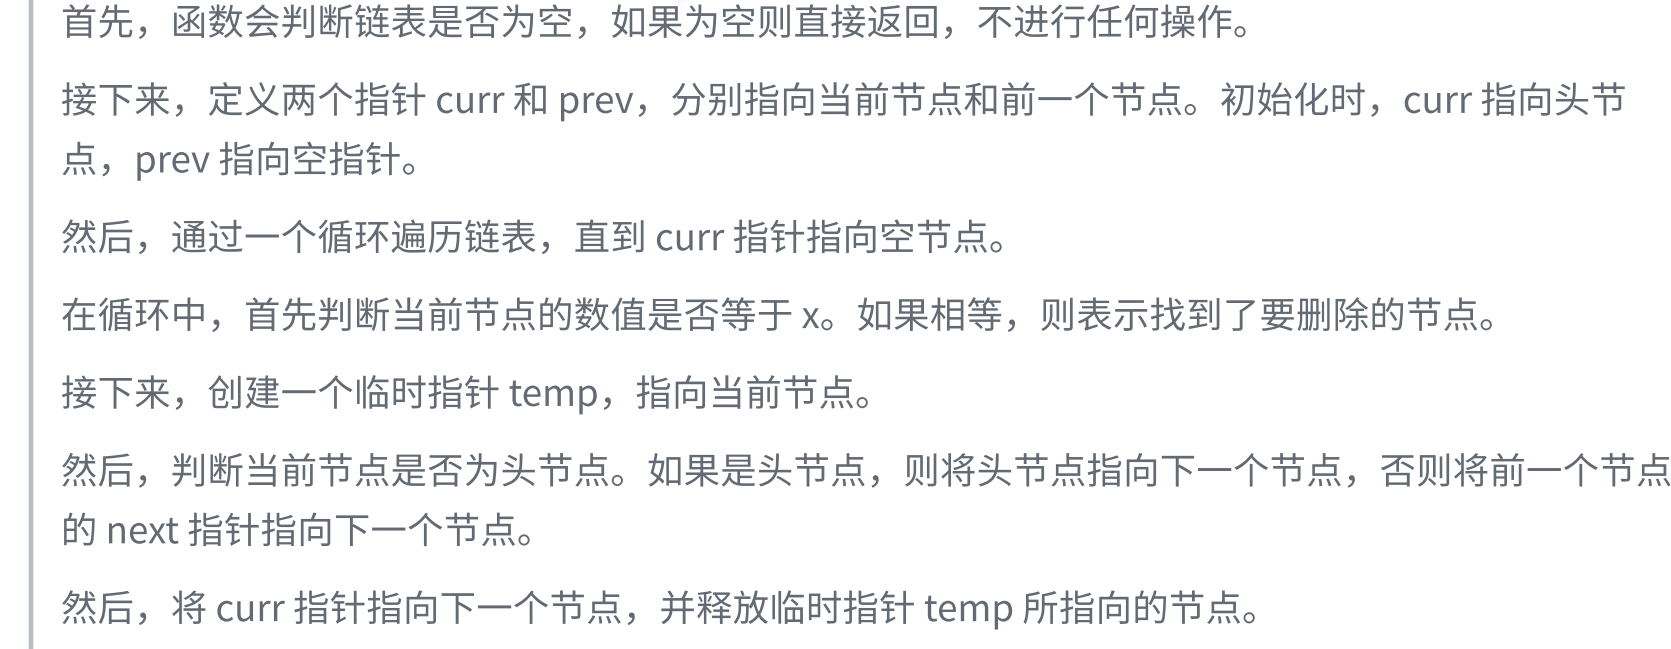 首先，函数会判断链表是否为空，如果为空则直接返回，不进行任何操作。
接下来，定义两个指针 curr 和 prev，分别指向当前节点和前一个节点。初始化时，curr 指向头节
点，prev 指向空指针。
然后，通过一个循环遍历链表，直到 curr 指针指向空节点。
在循环中，首先判断当前节点的数值是否等于 x。如果相等，则表示找到了要删除的节点。
接下来，创建一个临时指针 temp，指向当前节点。
然后，判断当前节点是否为头节点。如果是头节点，则将头节点指向下一个节点，否则将前一个节点
的 next 指针指向下一个节点。
然后，将 curr 指针指向下一个节点，并释放临时指针 temp 所指向的节点。